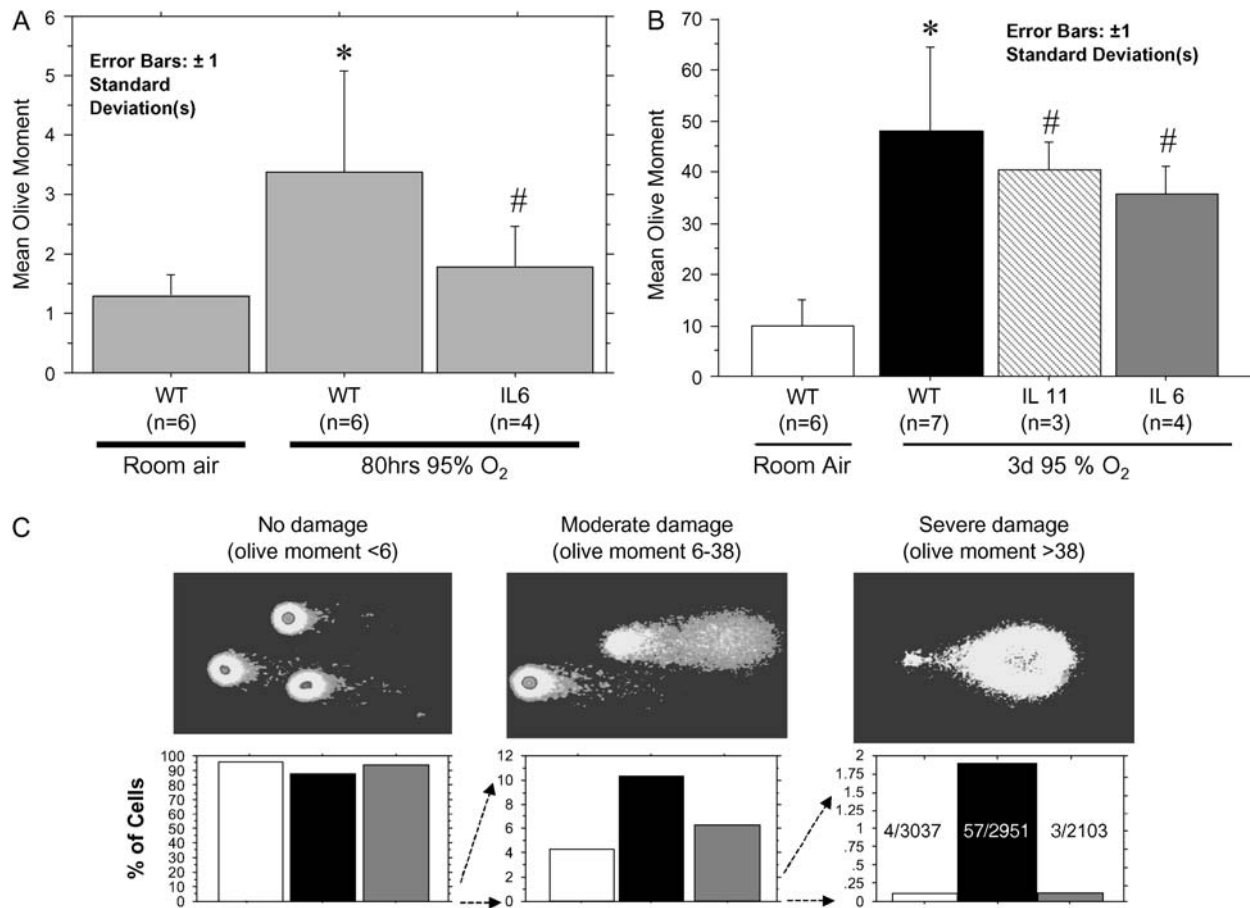 A
6
5
4
3
2
1
0
Mean Olive Moment
Error Bars: ± 1
Standard
Deviation(s)
*
#
WT
(n=6)
WT
(n=6)
IL6
(n=4)
Room air
80hrs 95% O₂
B
70
60
50
40
30
20
10
0
Mean Olive Moment
Error Bars: ±1
Standard Deviation(s)
*
#
#
WT
(n=6)
WT
(n=7)
IL 11
(n=3)
IL 6
(n=4)
Room Air
3d 95 % O₂
C
No damage
(olive moment <6)
Moderate damage
(olive moment 6-38)
Severe damage
(olive moment >38)
% of Cells
100
90
80
70
60
50
40
30
20
10
0
12
10
8
6
4
2
0
2
1.75
1.5
1.25
1
.75
.5
.25
0
4/3037
57/2951
3/2103